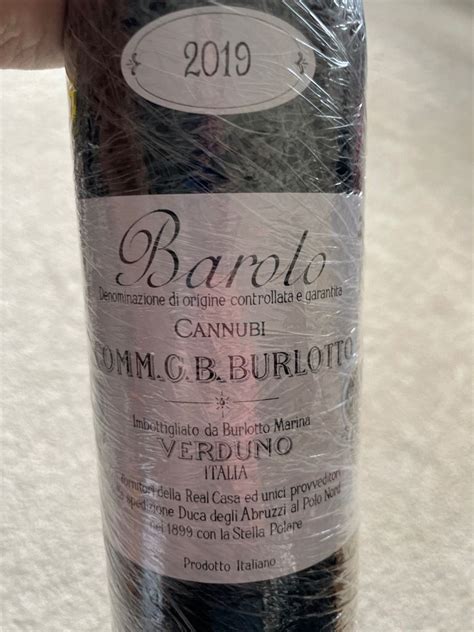 2019
Barolo
Denominazione di origine controllata e garantita
CANNUBI
COMM.G.B.BURLOTTO
Imbottigliato da Burlotto Marina
VERDUNO
ITALIA
fornitori della Real Casa ed unici provveditori
spedizione Duca degli Abruzzi al Polo Nord
nel 1899 con la Stella Polare
Prodotto Italiano